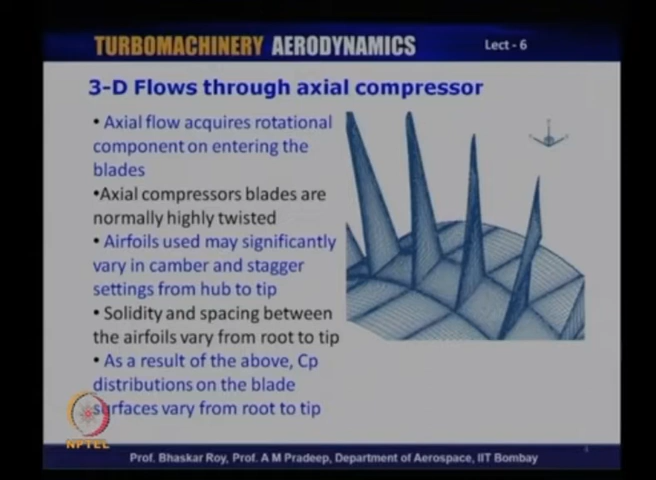 TURBOMACHINERY AERODYNAMICS
Lect - 6
3-D Flows through axial compressor
• Axial flow acquires rotational
component on entering the
blades
•Axial compressors blades are
normally highly twisted
• Airfoils used may significantly
vary in camber and stagger
settings from hub to tip
• Solidity and spacing between
the airfoils vary from root to tip
• As a result of the above, Cp
distributions on the blade
surfaces vary from root to tip
NPTEL
Prof. Bhaskar Roy, Prof. A M Pradeep, Department of Aerospace, IIT Bombay